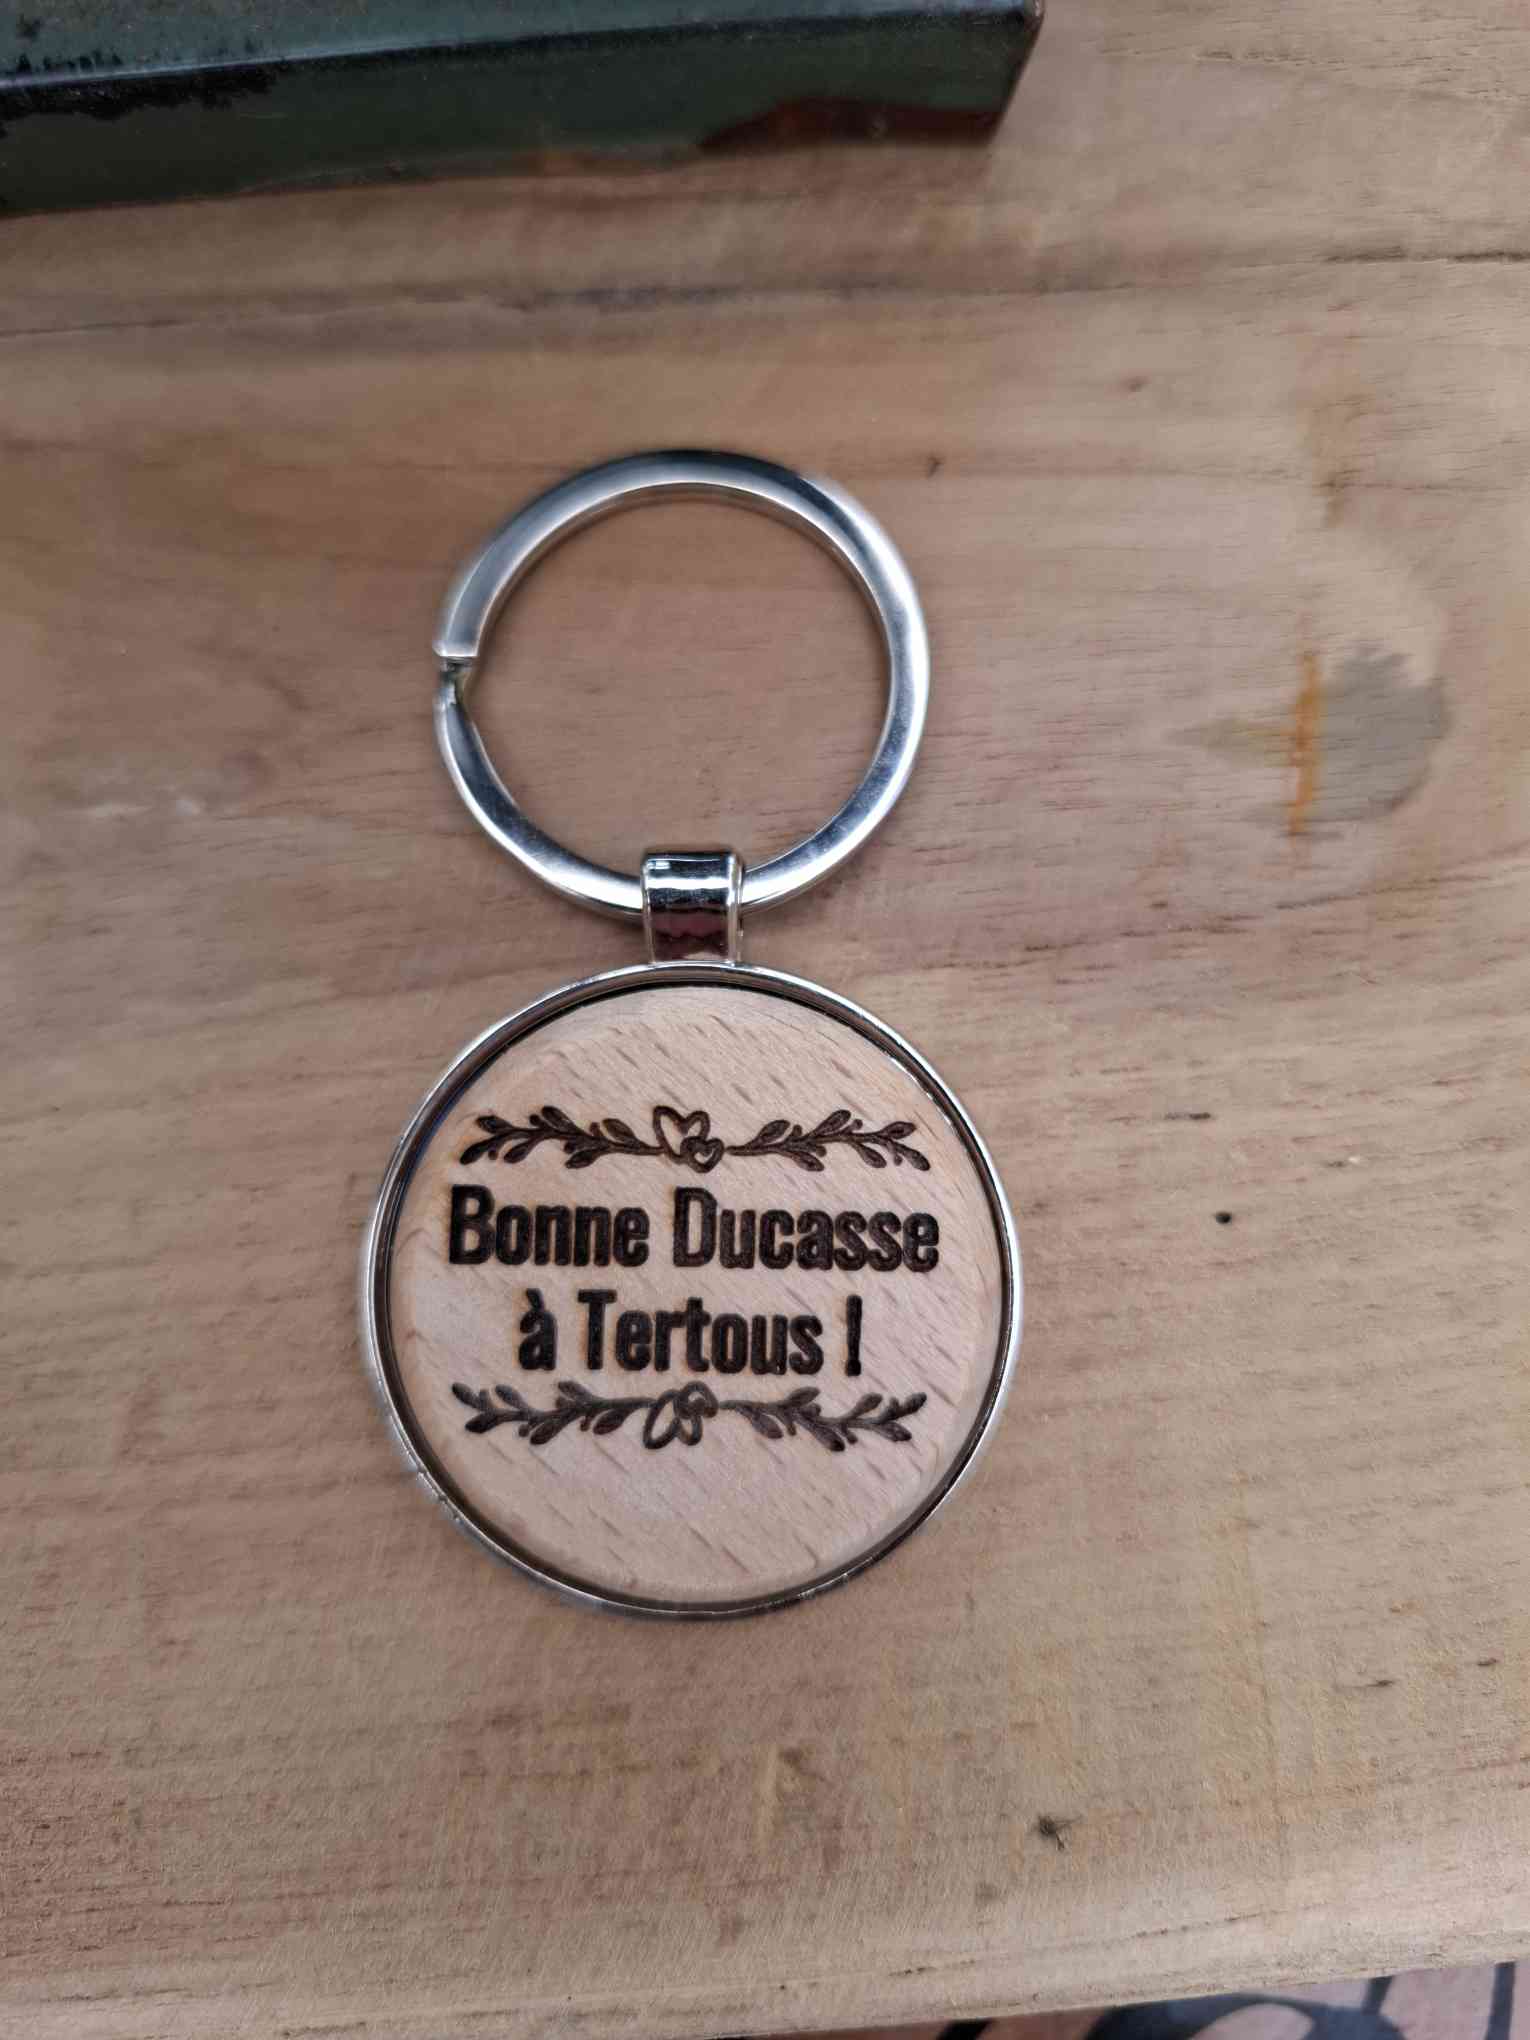 Bonne Ducasse
à Tertous !